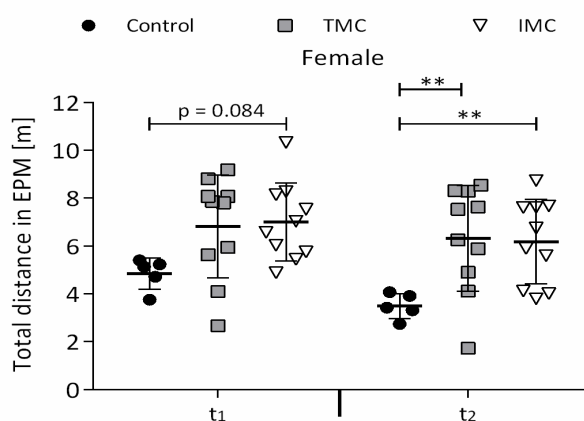 Control TMC IMC
Female
Total distance in EPM [m]
12
10
8
6
4
2
0
p = 0.084
**
**
t1 t2